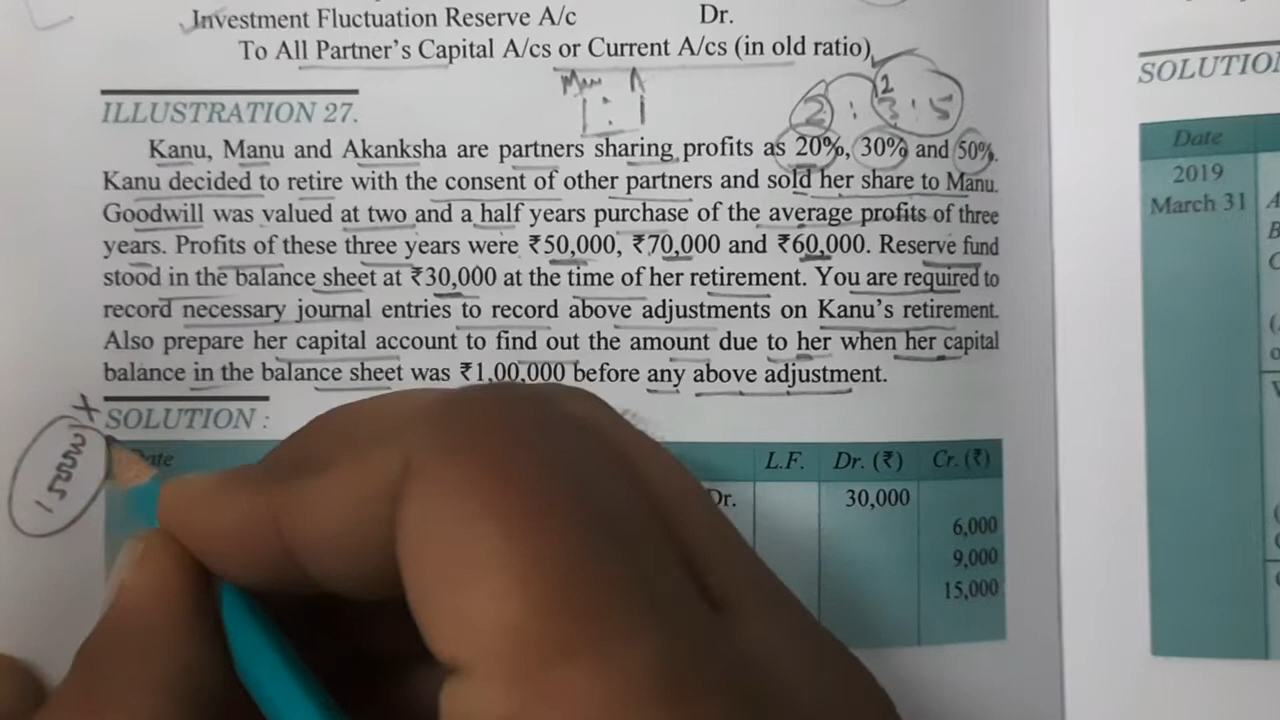 Investment Fluctuation Reserve A/c Dr.
To All Partner's Capital A/cs or Current A/cs (in old ratio)
2
2 : 3 : 5
1 : 1
ILLUSTRATION 27.
Kanu, Manu and Akanksha are partners sharing profits as 20%, 30% and 50%.
Kanu decided to retire with the consent of other partners and sold her share to Manu.
Goodwill was valued at two and a half years purchase of the average profits of three
years. Profits of these three years were ₹50,000, ₹70,000 and ₹60,000. Reserve fund
stood in the balance sheet at ₹30,000 at the time of her retirement. You are required to
record necessary journal entries to record above adjustments on Kanu's retirement.
Also prepare her capital account to find out the amount due to her when her capital
balance in the balance sheet was ₹1,00,000 before any above adjustment.
SOLUTION :
Date L.F. Dr. (₹) Cr. (₹)
Dr. 30,000
6,000
9,000
15,000
150000 X
Date
2019
March 31